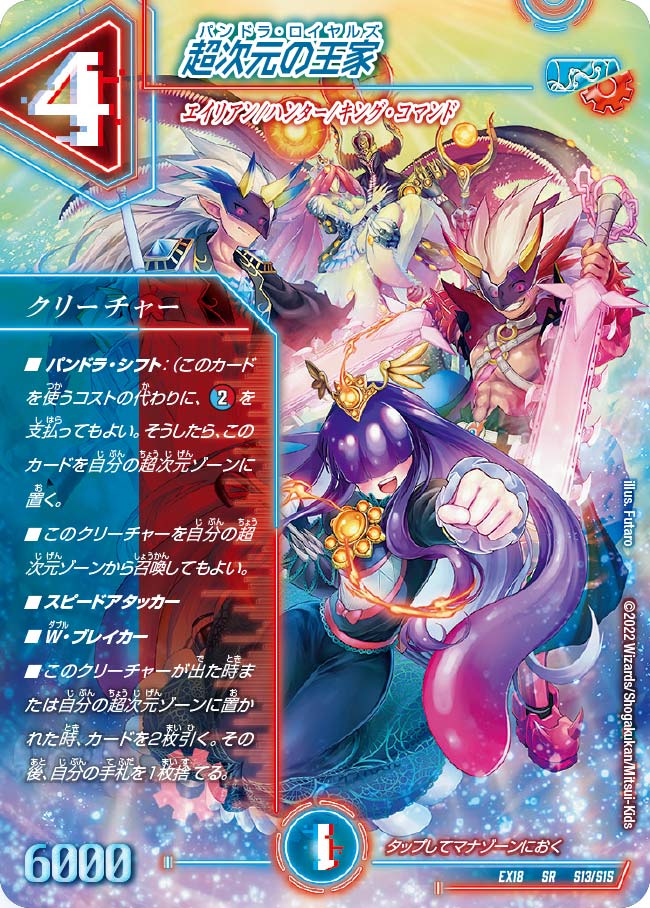 パンドラ・ロイヤルズ
超次元の王家
4
エイリアン/ハンター/キング・コマンド
クリーチャー
■ パンドラ・シフト：（このカード
を使うコストの代わりに、2を
支払ってもよい。そうしたら、この
カードを自分の超次元ゾーンに
置く。
■ このクリーチャーを自分の超
次元ゾーンから召喚してもよい。
■ スピードアタッカー
■ W・ブレイカー
■ このクリーチャーが出た時ま
たは自分の超次元ゾーンに置か
れた時、カードを2枚引く。その
後、自分の手札を1枚捨てる。
illus. Futaro
©2022 Wizards/Shogakukan/Mitsui-Kids
6000
1
タップしてマナゾーンにおく
EX18 SR S13/S15